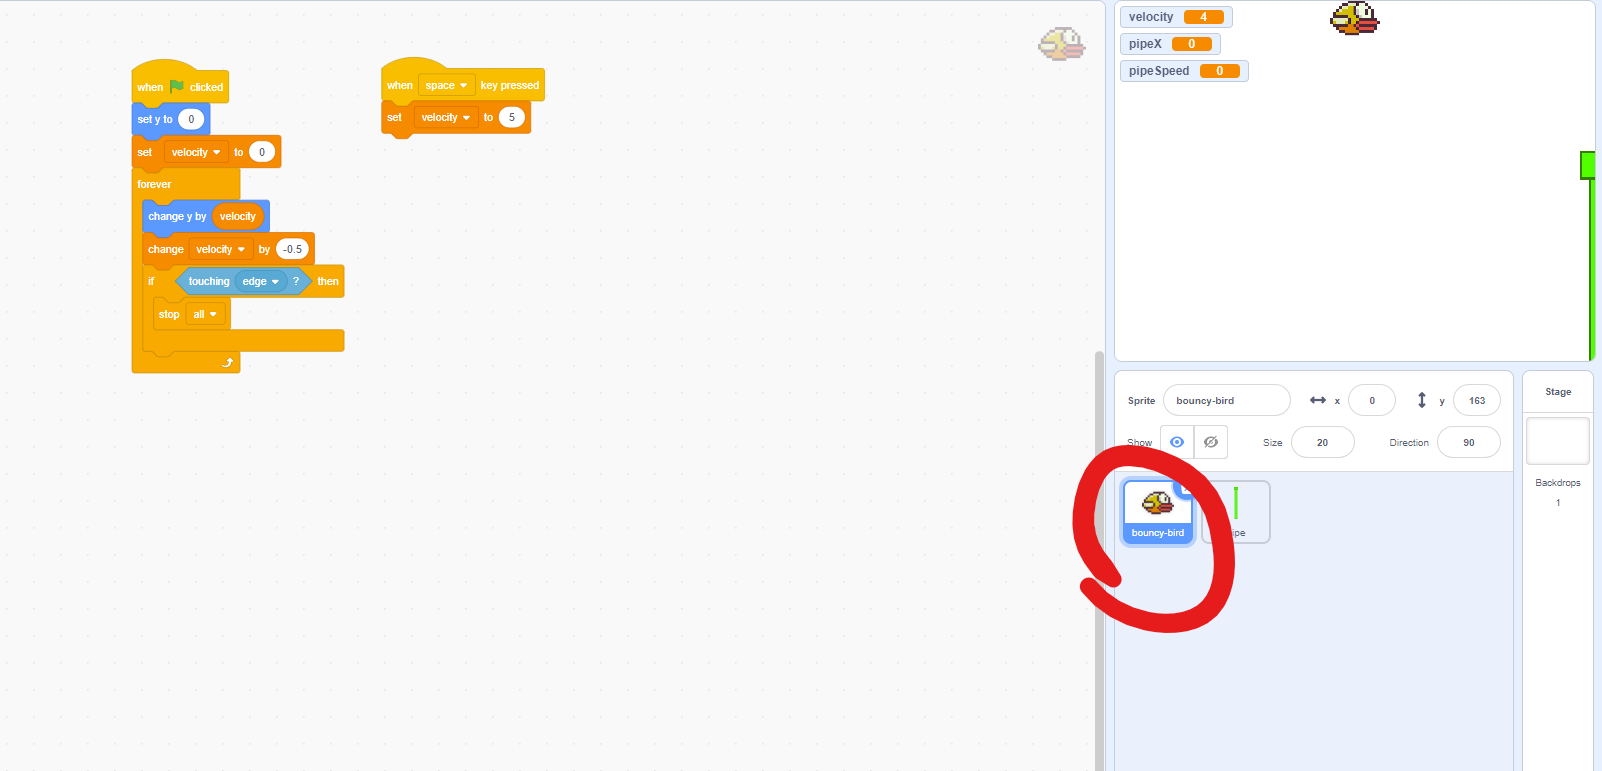 when clicked
set y to 0
set velocity to 0
forever
change y by velocity
change velocity by -0.5
if touching edge ? then
stop all
when space key pressed
set velocity to 5
velocity 4
pipeX 0
pipeSpeed 0
Sprite bouncy-bird x 0 y 163
Show Size 20 Direction 90
bouncy-bird
ipe
Stage
Backdrops
1